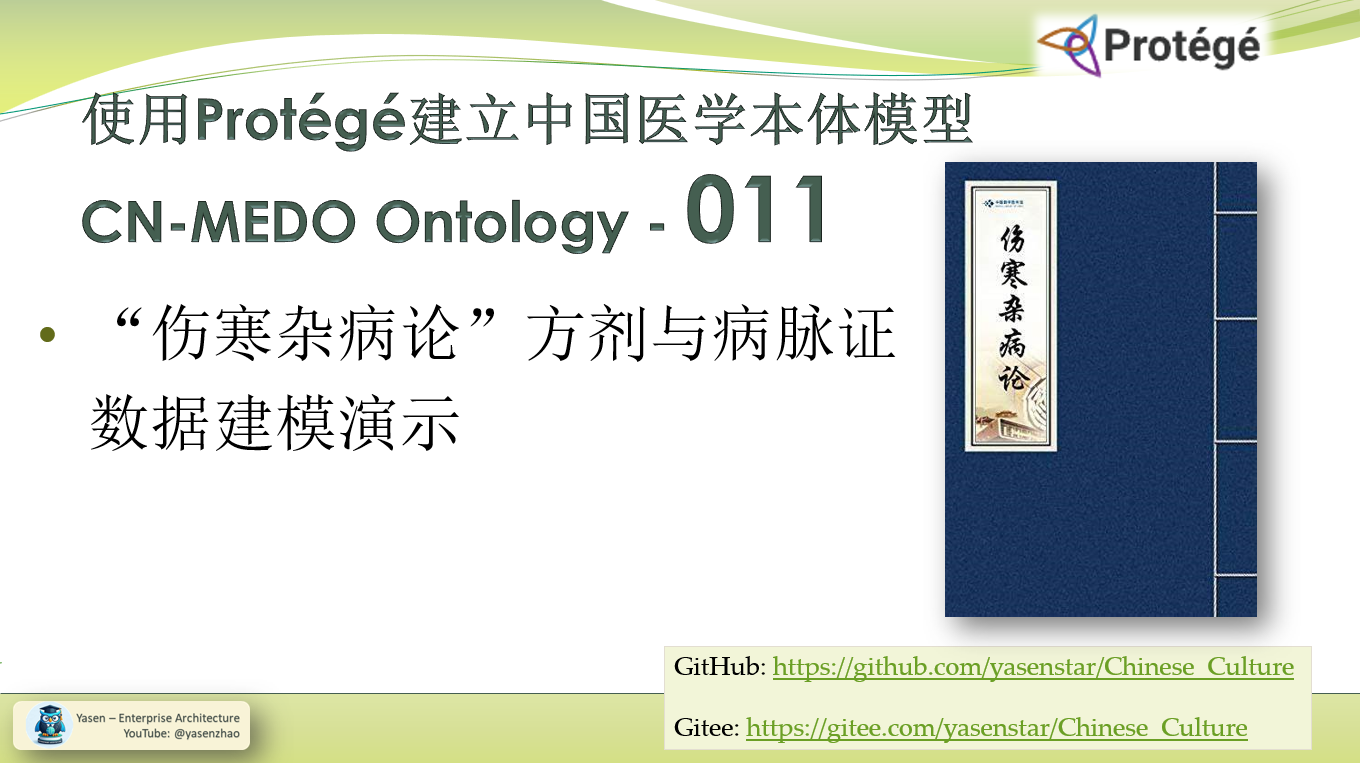 Protégé
使用Protégé建立中国医学本体模型
CN-MEDO Ontology - 011
• “伤寒杂病论”方剂与病脉证
数据建模演示
伤寒杂病论
GitHub: https://github.com/yasenstar/Chinese_Culture
Gitee: https://gitee.com/yasenstar/Chinese_Culture
Yasen – Enterprise Architecture
YouTube: @yasenzhao